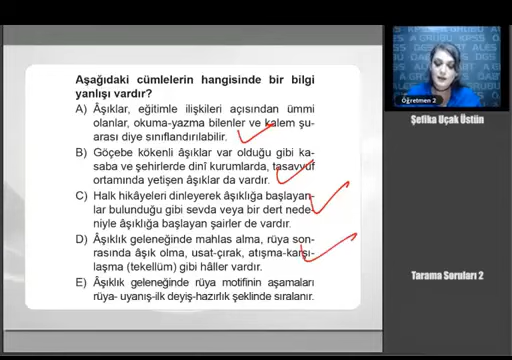 Aşağıdaki cümlelerin hangisinde bir bilgi
yanlışı vardır?
A) Âşıklar, eğitimle ilişkileri açısından ümmi
olanlar, okuma-yazma bilenler ve kalem şu-
arası diye sınıflandırılabilir.
B) Göçebe kökenli âşıklar var olduğu gibi ka-
saba ve şehirlerde dinî kurumlarda, tasavvuf
ortamında yetişen âşıklar da vardır.
C) Halk hikâyeleri dinleyerek âşıklığa başlayan-
lar bulunduğu gibi sevda veya bir dert nede-
niyle âşıklığa başlayan şairler de vardır.
D) Âşıklık geleneğinde mahlas alma, rüya son-
rasında âşık olma, usat-çırak, atışma-karşı-
laşma (tekellüm) gibi hâller vardır.
E) Âşıklık geleneğinde rüya motifinin aşamaları
rüya- uyanış-ilk deyiş-hazırlık şeklinde sıralanır.
Öğretmen 2
Şefika Uçak Üstün
Tarama Soruları 2